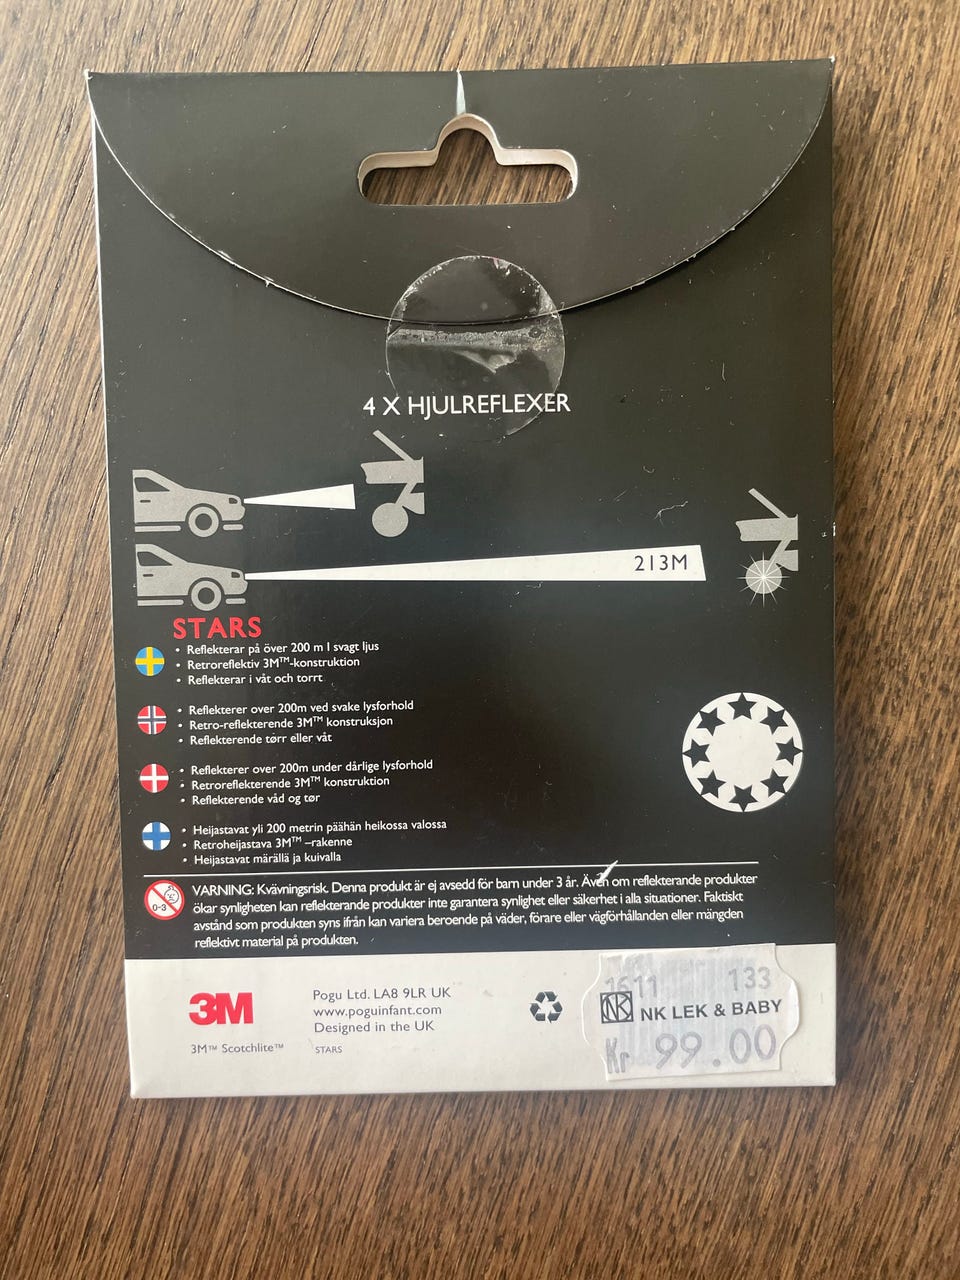 4 X HJULREFLEXER
213M
STARS
• Reflekterar på över 200 m I svagt ljus
• Retroreflektiv 3M™-konstruktion
• Reflekterar i våt och torrt
• Reflekterer over 200m ved svake lysforhold
• Retro-reflekterende 3M™ konstruksjon
• Reflekterende tørr eller våt
• Reflekterer over 200m under dårlige lysforhold
• Retroreflekterende 3M™ konstruktion
• Reflekterende våd og tør
• Heijastavat yli 200 metrin päähän heikossa valossa
• Retroheijastava 3M™ –rakenne
• Heijastavat märällä ja kuivalla
0-3
VARNING: Kvävningsrisk. Denna produkt är ej avsedd för barn under 3 år. Även om reflekterande produkter
ökar synligheten kan reflekterande produkter inte garantera synlighet eller säkerhet i alla situationer. Faktiskt
avstånd som produkten syns ifrån kan variera beroende på väder, förare eller vägförhållanden eller mängden
reflektivt material på produkten.
3M
3M™ Scotchlite™
Pogu Ltd. LA8 9LR UK
www.poguinfant.com
Designed in the UK
STARS
1611 133
NK NK LEK & BABY
Kr 99.00